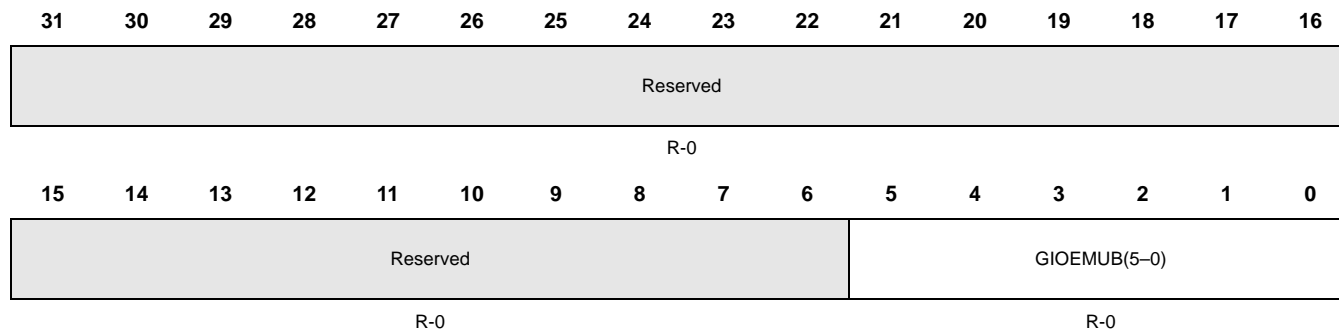 31 30 29 28 27 26 25 24 23 22 21 20 19 18 17 16
Reserved
R-0
15 14 13 12 11 10 9 8 7 6 5 4 3 2 1 0
Reserved GIOEMUB(5–0)
R-0 R-0